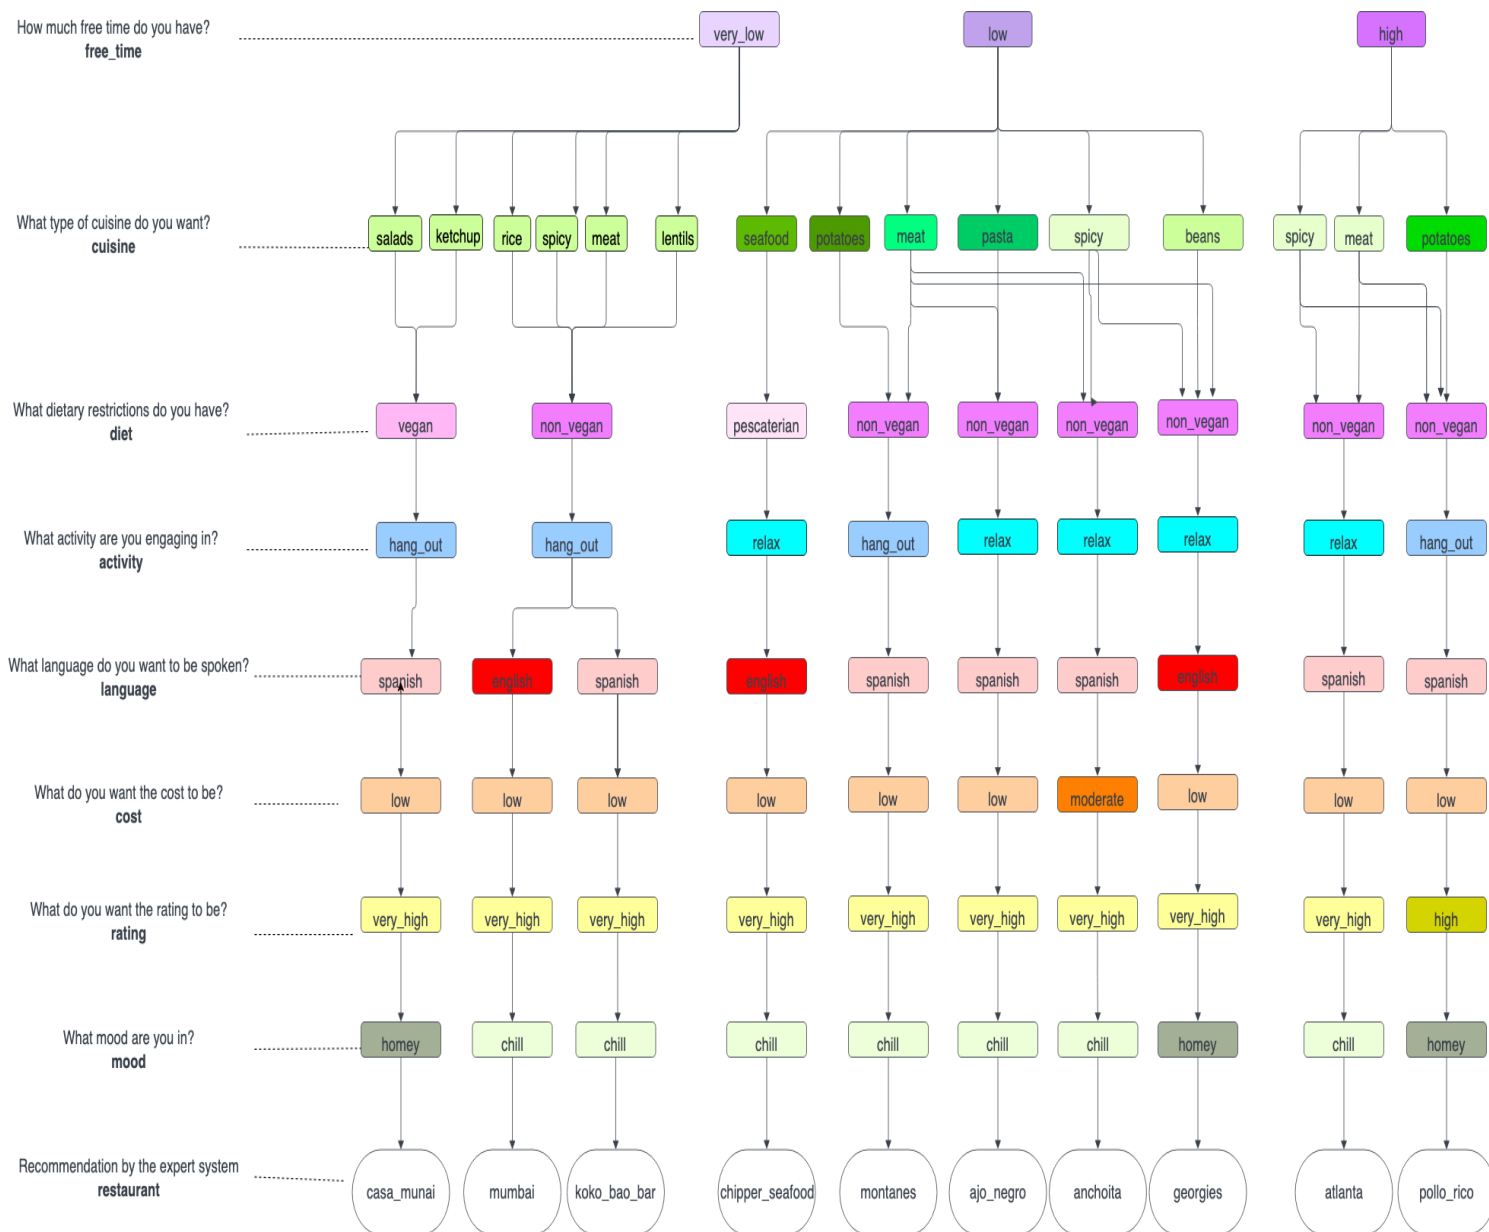 How much free time do you have?
free_time
very_low
low
high
What type of cuisine do you want?
cuisine
salads
ketchup
rice
spicy
meat
lentils
seafood
potatoes
meat
pasta
spicy
beans
spicy
meat
potatoes
What dietary restrictions do you have?
diet
vegan
non_vegan
pescaterian
non_vegan
non_vegan
non_vegan
non_vegan
non_vegan
non_vegan
What activity are you engaging in?
activity
hang_out
hang_out
relax
hang_out
relax
relax
relax
relax
hang_out
What language do you want to be spoken?
language
spanish
english
spanish
english
spanish
spanish
spanish
english
spanish
spanish
What do you want the cost to be?
cost
low
low
low
low
low
low
moderate
low
low
low
What do you want the rating to be?
rating
very_high
very_high
very_high
very_high
very_high
very_high
very_high
very_high
very_high
high
What mood are you in?
mood
homey
chill
chill
chill
chill
chill
chill
homey
chill
homey
Recommendation by the expert system
restaurant
casa_munai
mumbai
koko_bao_bar
chipper_seafood
montanes
ajo_negro
anchoita
georgies
atlanta
pollo_rico